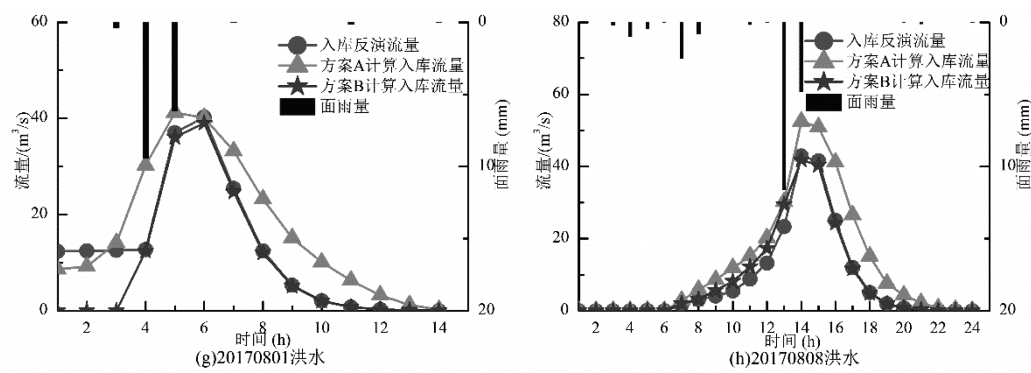 60
40
20
0
流量/(m³/s)
0
10
20
面雨量 (mm)
入库反演流量
方案A计算入库流量
方案B计算入库流量
面雨量
2 4 6 8 10 12 14
时间 (h)
(g)20170801洪水
80
60
40
20
0
流量/(m³/s)
0
10
20
面雨量 (mm)
入库反演流量
方案A计算入库流量
方案B计算入库流量
面雨量
2 4 6 8 10 12 14 16 18 20 22 24
时间 (h)
(h)20170808洪水